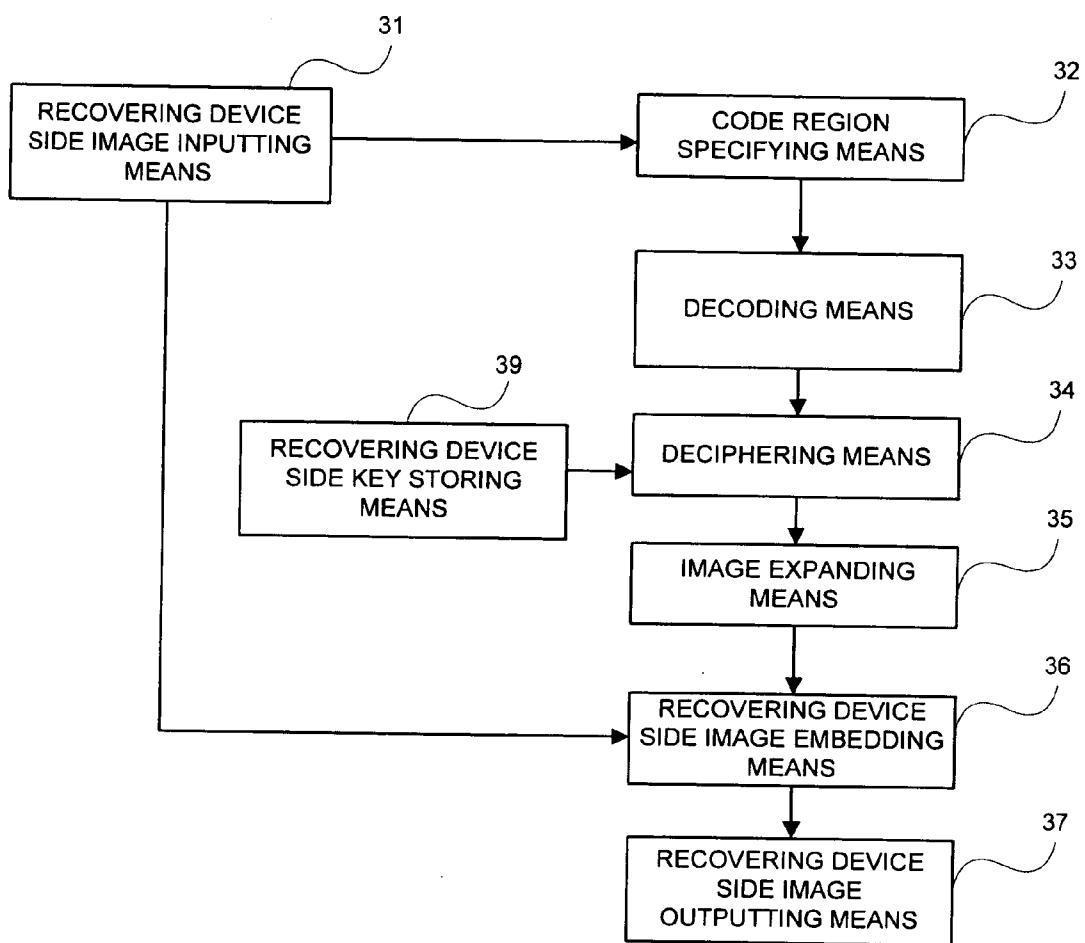 31
RECOVERING DEVICE
SIDE IMAGE INPUTTING
MEANS
32
CODE REGION
SPECIFYING MEANS
33
DECODING MEANS
39
RECOVERING DEVICE
SIDE KEY STORING
MEANS
34
DECIPHERING MEANS
35
IMAGE EXPANDING
MEANS
36
RECOVERING DEVICE
SIDE IMAGE EMBEDDING
MEANS
37
RECOVERING DEVICE
SIDE IMAGE
OUTPUTTING MEANS